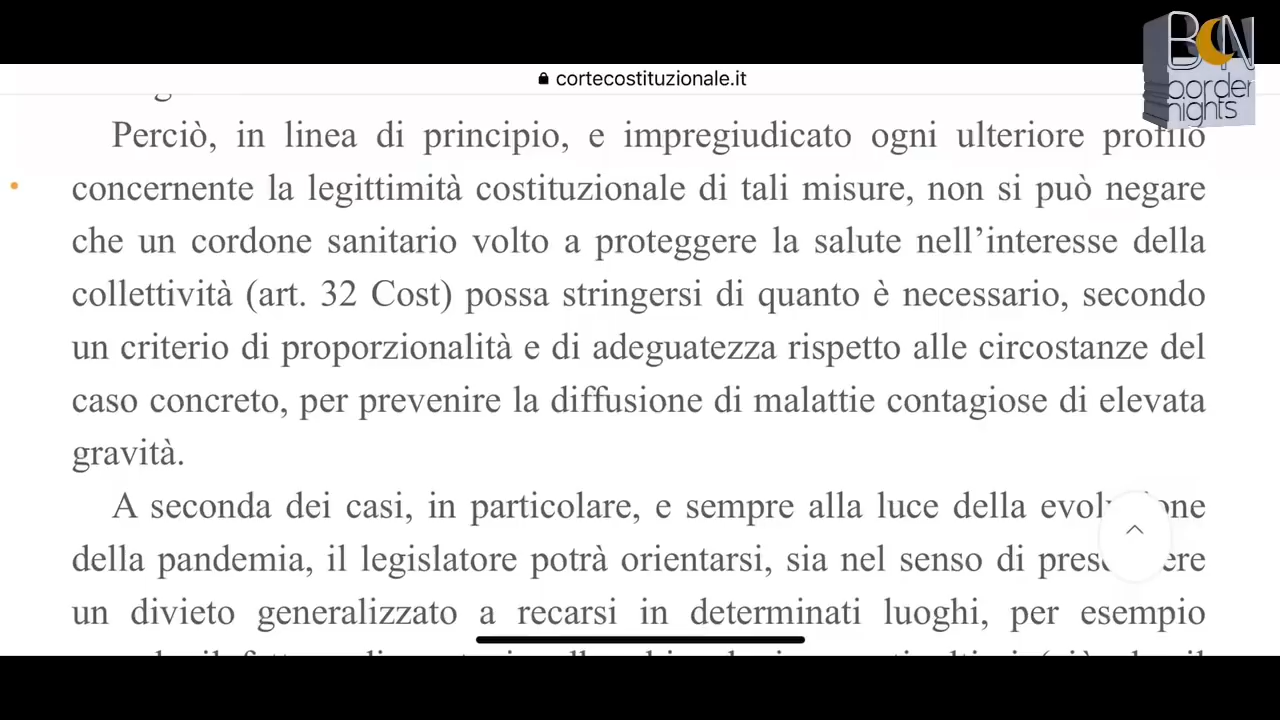 BCN
border
nights
cortecostituzionale.it
Perciò, in linea di principio, e impregiudicato ogni ulteriore profilo
concernente la legittimità costituzionale di tali misure, non si può negare
che un cordone sanitario volto a proteggere la salute nell’interesse della
collettività (art. 32 Cost) possa stringersi di quanto è necessario, secondo
un criterio di proporzionalità e di adeguatezza rispetto alle circostanze del
caso concreto, per prevenire la diffusione di malattie contagiose di elevata
gravità.
A seconda dei casi, in particolare, e sempre alla luce della
della pandemia, il legislatore potrà orientarsi, sia nel senso di
un divieto generalizzato a recarsi in determinati luoghi, per esempio